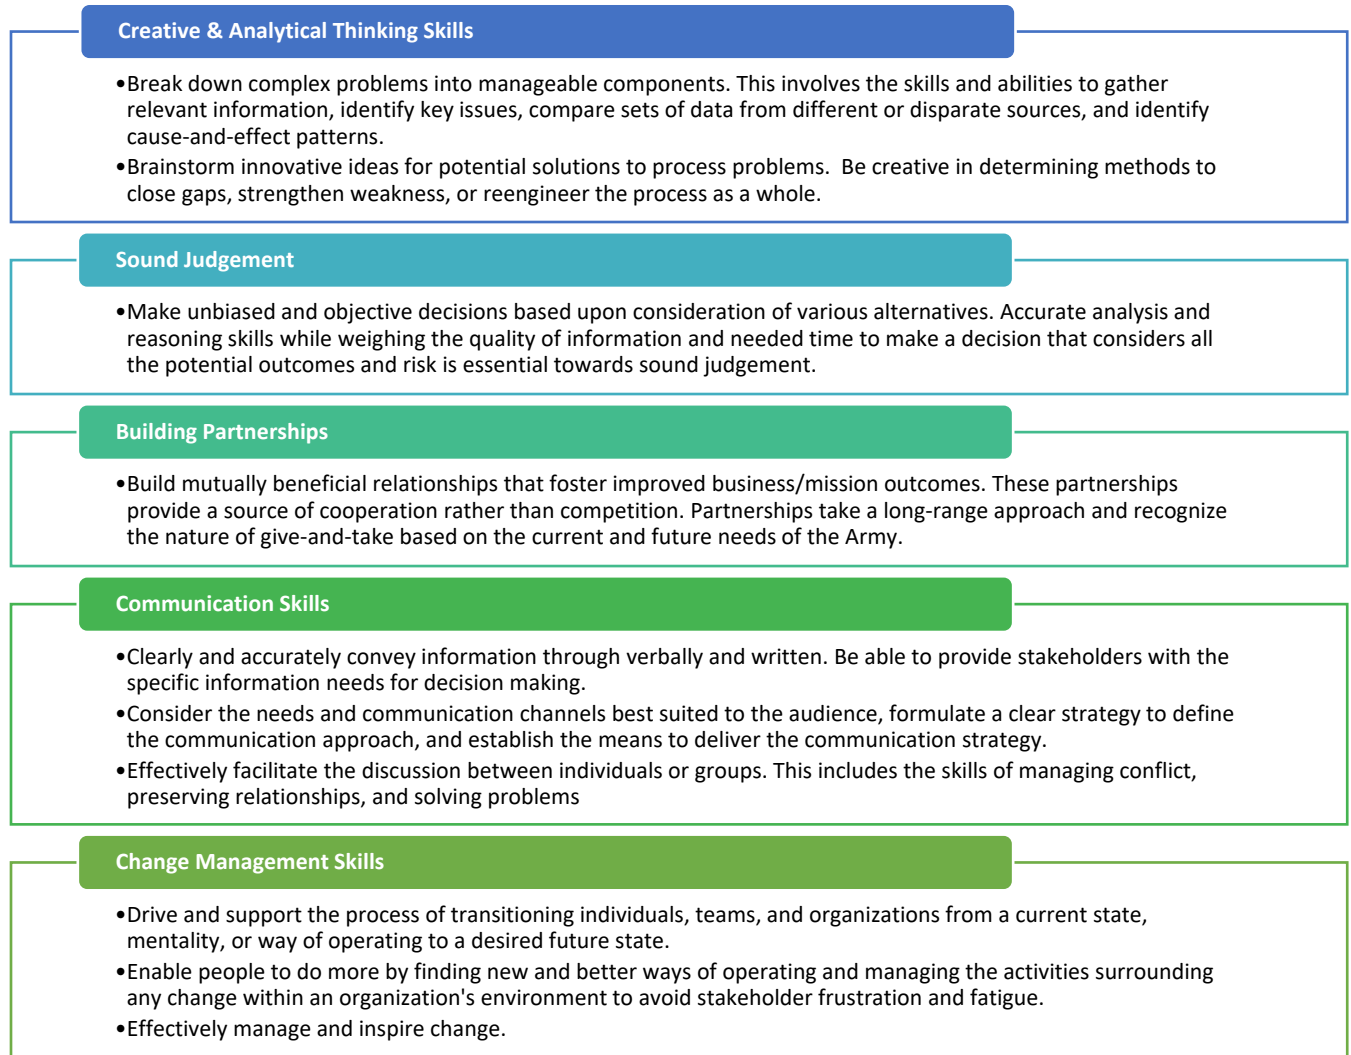 Creative & Analytical Thinking Skills
•Break down complex problems into manageable components. This involves the skills and abilities to gather
relevant information, identify key issues, compare sets of data from different or disparate sources, and identify
cause-and-effect patterns.
•Brainstorm innovative ideas for potential solutions to process problems.  Be creative in determining methods to
close gaps, strengthen weakness, or reengineer the process as a whole.
Sound Judgement
•Make unbiased and objective decisions based upon consideration of various alternatives. Accurate analysis and
reasoning skills while weighing the quality of information and needed time to make a decision that considers all
the potential outcomes and risk is essential towards sound judgement.
Building Partnerships
•Build mutually beneficial relationships that foster improved business/mission outcomes. These partnerships
provide a source of cooperation rather than competition. Partnerships take a long-range approach and recognize
the nature of give-and-take based on the current and future needs of the Army.
Communication Skills
•Clearly and accurately convey information through verbally and written. Be able to provide stakeholders with the
specific information needs for decision making.
•Consider the needs and communication channels best suited to the audience, formulate a clear strategy to define
the communication approach, and establish the means to deliver the communication strategy.
•Effectively facilitate the discussion between individuals or groups. This includes the skills of managing conflict,
preserving relationships, and solving problems
Change Management Skills
•Drive and support the process of transitioning individuals, teams, and organizations from a current state,
mentality, or way of operating to a desired future state.
•Enable people to do more by finding new and better ways of operating and managing the activities surrounding
any change within an organization's environment to avoid stakeholder frustration and fatigue.
•Effectively manage and inspire change.